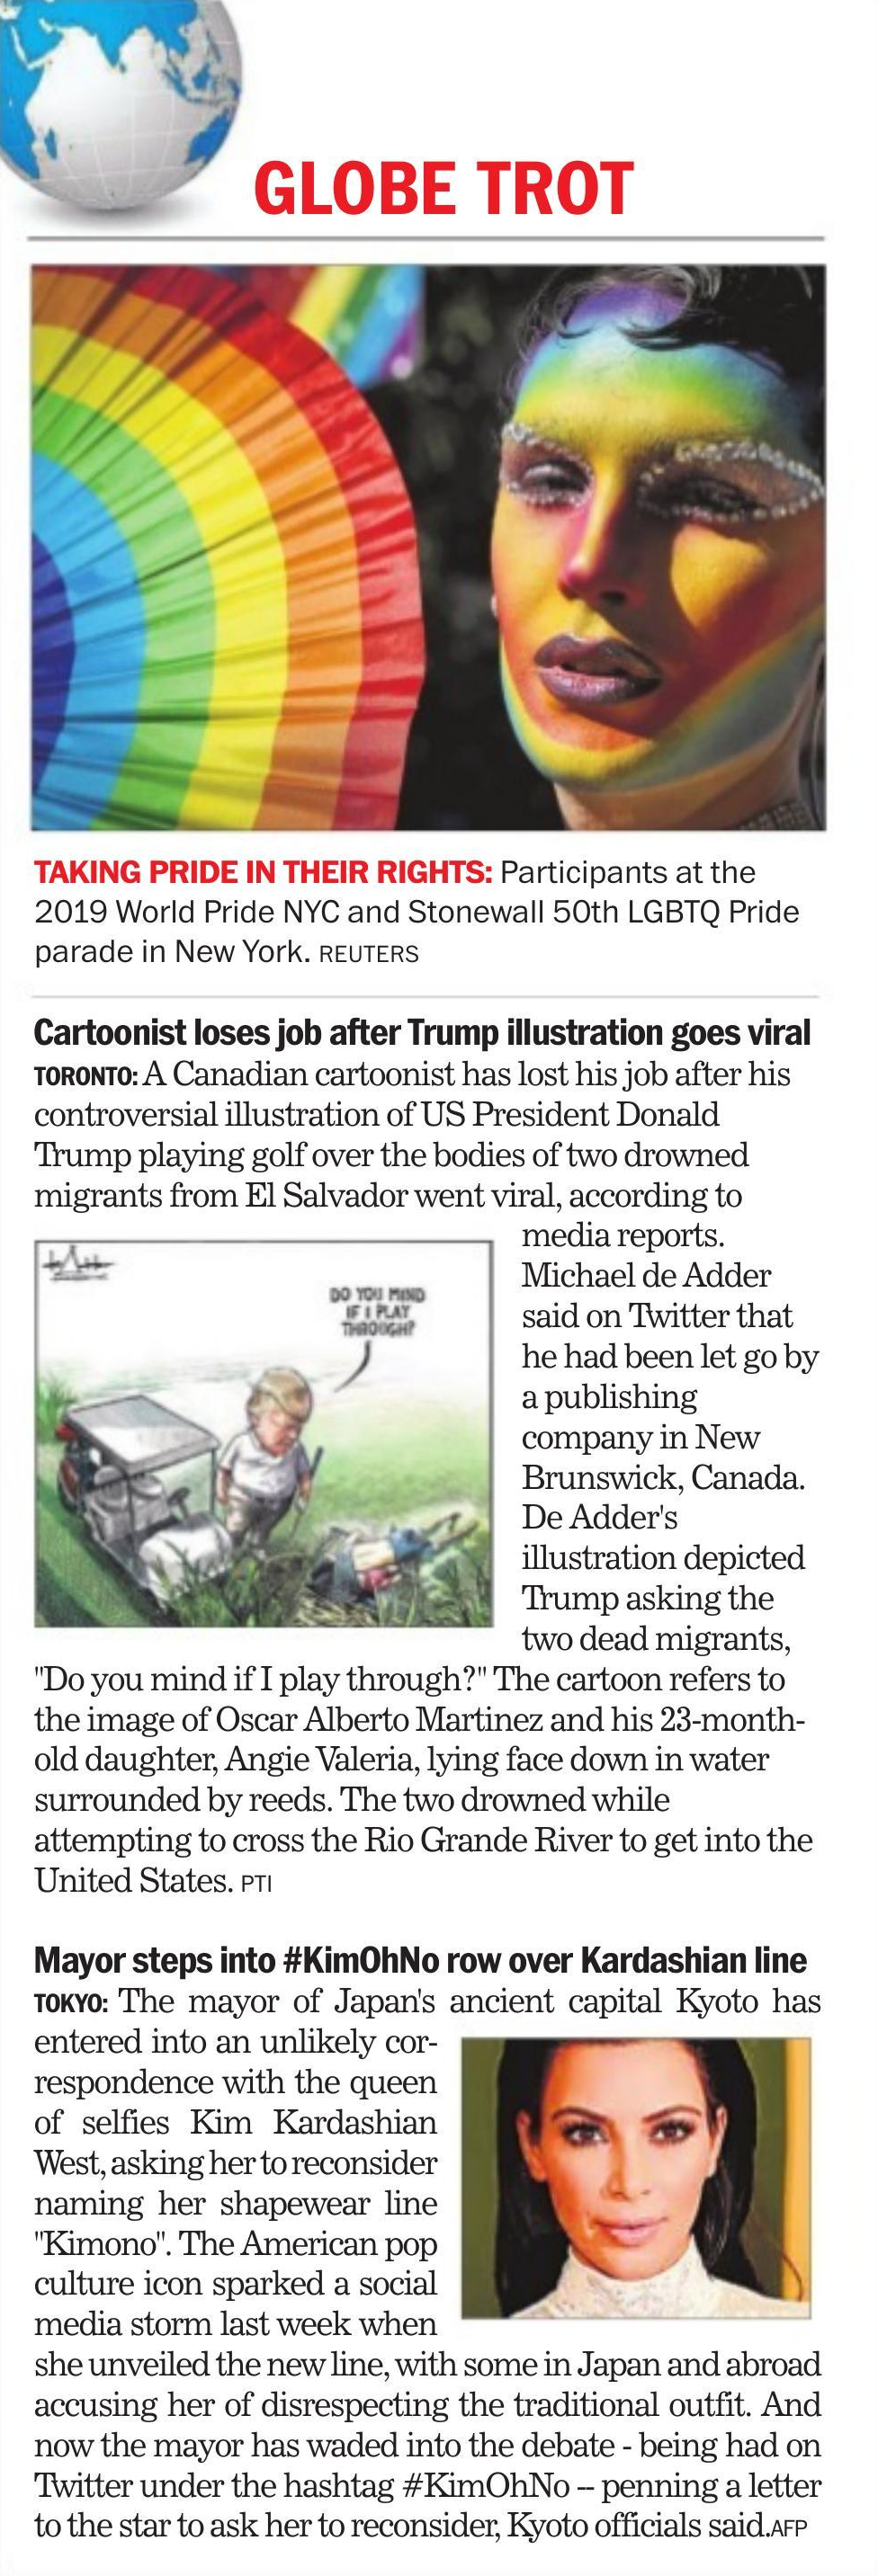 GLOBE TROT
TAKING PRIDE IN THEIR RIGHTS: Participants at the
2019 World Pride NYC and Stonewall 50th LGBTQ Pride
parade in New York. REUTERS
Cartoonist loses job after Trump illustration goes viral
TORONTO: A Canadian cartoonist has lost his job after his
controversial illustration of US President Donald
Trump playing golf over the bodies of two drowned
migrants from El Salvador went viral, according to
media reports.
Michael de Adder
said on Twitter that
he had been let go by
a publishing
company in New
Brunswick, Canada.
De Adder's
illustration depicted
Trump asking the
two dead migrants,
"Do you mind if I play through?" The cartoon refers to
the image of Oscar Alberto Martinez and his 23-month-
old daughter, Angie Valeria, lying face down in water
surrounded by reeds. The two drowned while
attempting to cross the Rio Grande River to get into the
United States. PTI
DO YOU MIND
IF I PLAY
THROUGH?
Mayor steps into #KimOhNo row over Kardashian line
TOKYO: The mayor of Japan's ancient capital Kyoto has
entered into an unlikely cor-
respondence with the queen
of selfies Kim Kardashian
West, asking her to reconsider
naming her shapewear line
"Kimono". The American pop
culture icon sparked a social
media storm last week when
she unveiled the new line, with some in Japan and abroad
accusing her of disrespecting the traditional outfit. And
now the mayor has waded into the debate - being had on
Twitter under the hashtag #KimOhNo -- penning a letter
to the star to ask her to reconsider, Kyoto officials said.AFP